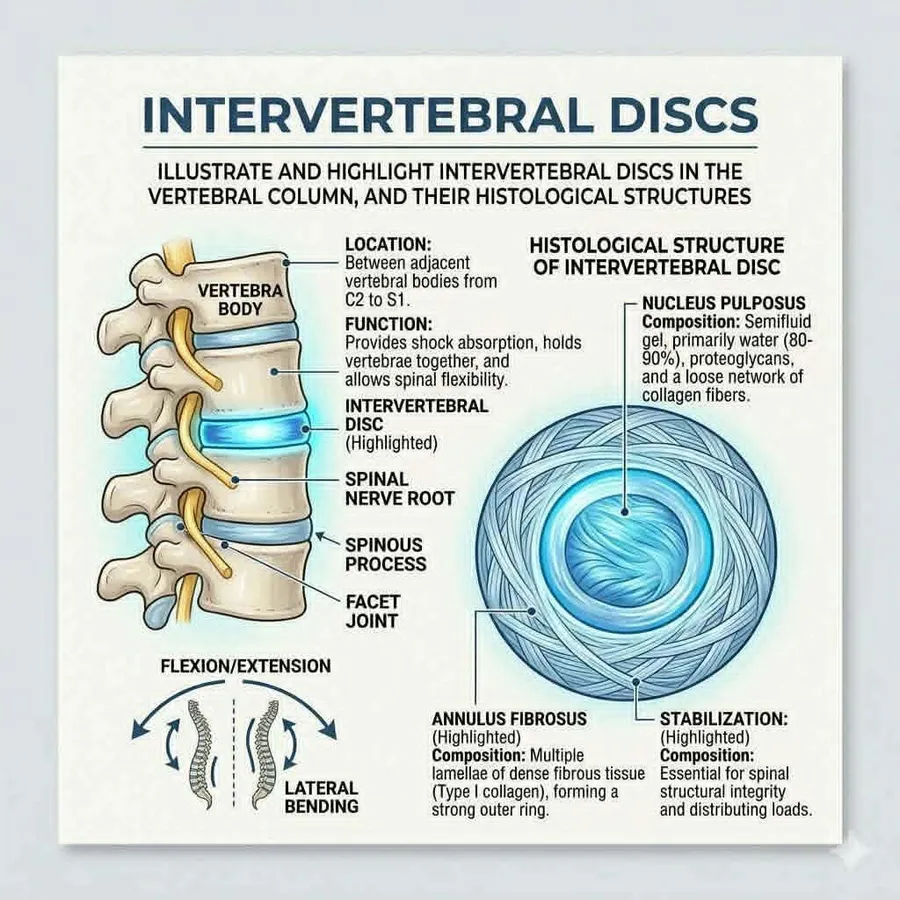 INTERVERTEBRAL DISCS
ILLUSTRATE AND HIGHLIGHT INTERVERTEBRAL DISCS IN THE
VERTEBRAL COLUMN, AND THEIR HISTOLOGICAL STRUCTURES
VERTEBRA
BODY
LOCATION:
Between adjacent
vertebral bodies from
C2 to S1.
FUNCTION:
Provides shock absorption, holds
vertebrae together, and
allows spinal flexibility.
INTERVERTEBRAL
DISC
(Highlighted)
SPINAL
NERVE ROOT
SPINOUS
PROCESS
FACET
JOINT
FLEXION/EXTENSION
LATERAL
BENDING
HISTOLOGICAL STRUCTURE
OF INTERVERTEBRAL DISC
NUCLEUS PULPOSUS
Composition: Semifluid
gel, primarily water (80-
90%), proteoglycans,
and a loose network of
collagen fibers.
ANNULUS FIBROSUS
(Highlighted)
Composition: Multiple
lamellae of dense fibrous tissue
(Type I collagen), forming a
strong outer ring.
STABILIZATION:
(Highlighted)
Composition:
Essential for spinal
structural integrity
and distributing loads.